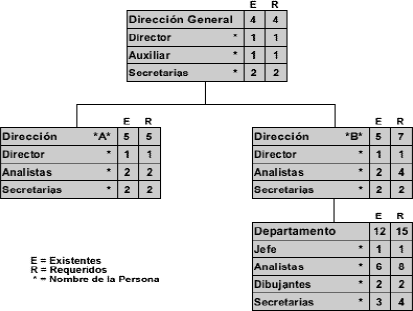 E R
Dirección General 4 4
Director * 1 1
Auxiliar * 1 1
Secretarias * 2 2
E R
Dirección *A* 5 5
Director * 1 1
Analistas * 2 2
Secretarias * 2 2
E R
Dirección *B* 5 7
Director * 1 1
Analistas * 2 4
Secretarias * 2 2
E R
Departamento 12 15
Jefe * 1 1
Analistas * 6 8
Dibujantes * 2 2
Secretarias * 3 4
E = Existentes
R = Requeridos
* = Nombre de la Persona